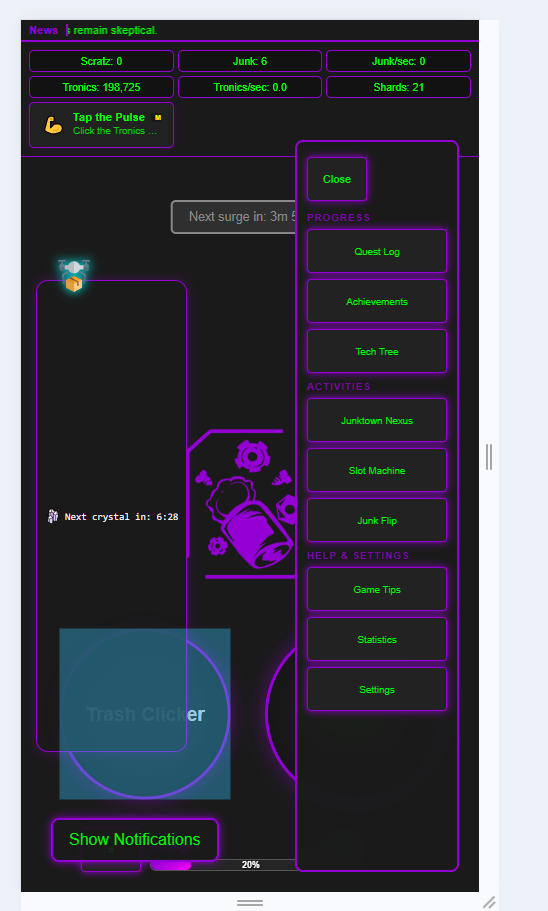 News s remain skeptical.
Scratz: 0 Junk: 6 Junk/sec: 0
Tronics: 198,725 Tronics/sec: 0.0 Shards: 21
Tap the Pulse M
Click the Tronics ...
Close
Next surge in: 3m
PROGRESS
Quest Log
Achievements
Tech Tree
ACTIVITIES
Junktown Nexus
Slot Machine
Next crystal in: 6:28
Junk Flip
HELP & SETTINGS
Game Tips
Statistics
Settings
Trash Clicker
Show Notifications
20%